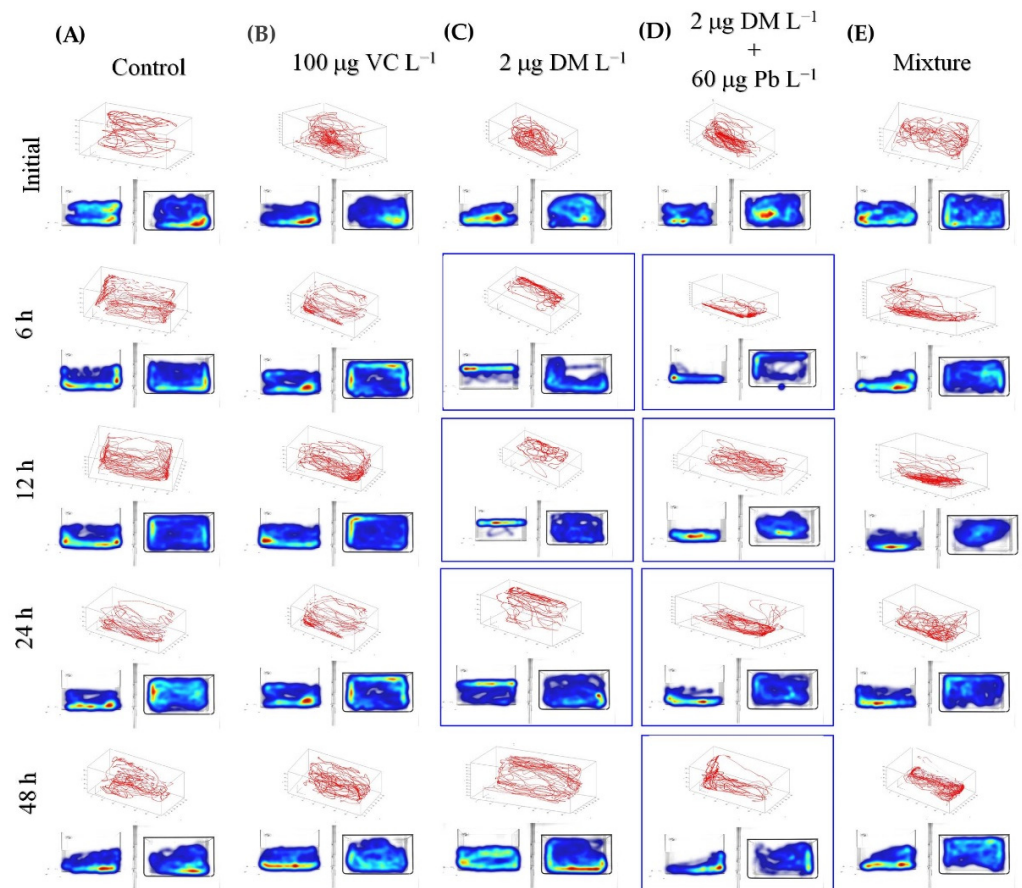 (A) (B) (C) (D) (E)
Control
100 µg VC L⁻¹
2 µg DM L⁻¹
2 µg DM L⁻¹
+
60 µg Pb L⁻¹
Mixture
Initial
6 h
12 h
24 h
48 h